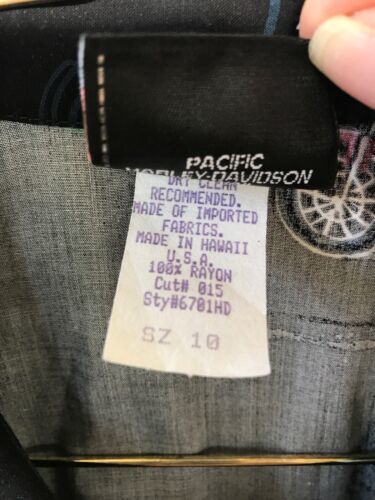 PACIFIC
HARLEY-DAVIDSON
DRY CLEAN
RECOMMENDED.
MADE OF IMPORTED
FABRICS.
MADE IN HAWAII
U.S.A.
100% RAYON
Cut# 015
Sty#6781HD
SZ 10